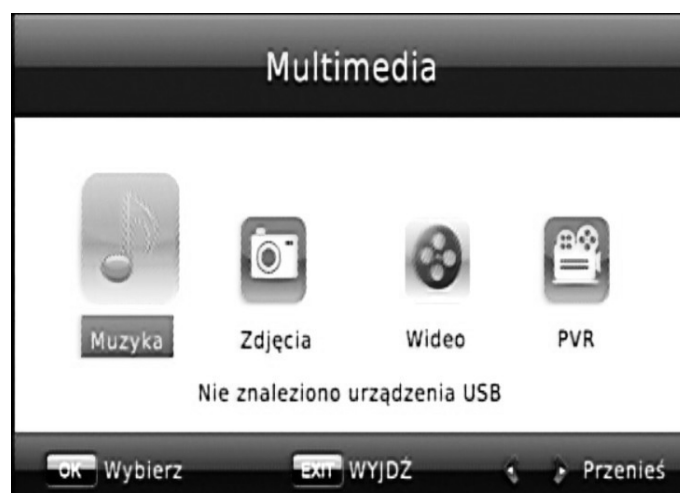 Multimedia
Muzyka Zdjęcia Wideo PVR
Nie znaleziono urządzenia USB
OK Wybierz EXIT WYJDŹ Przenieś